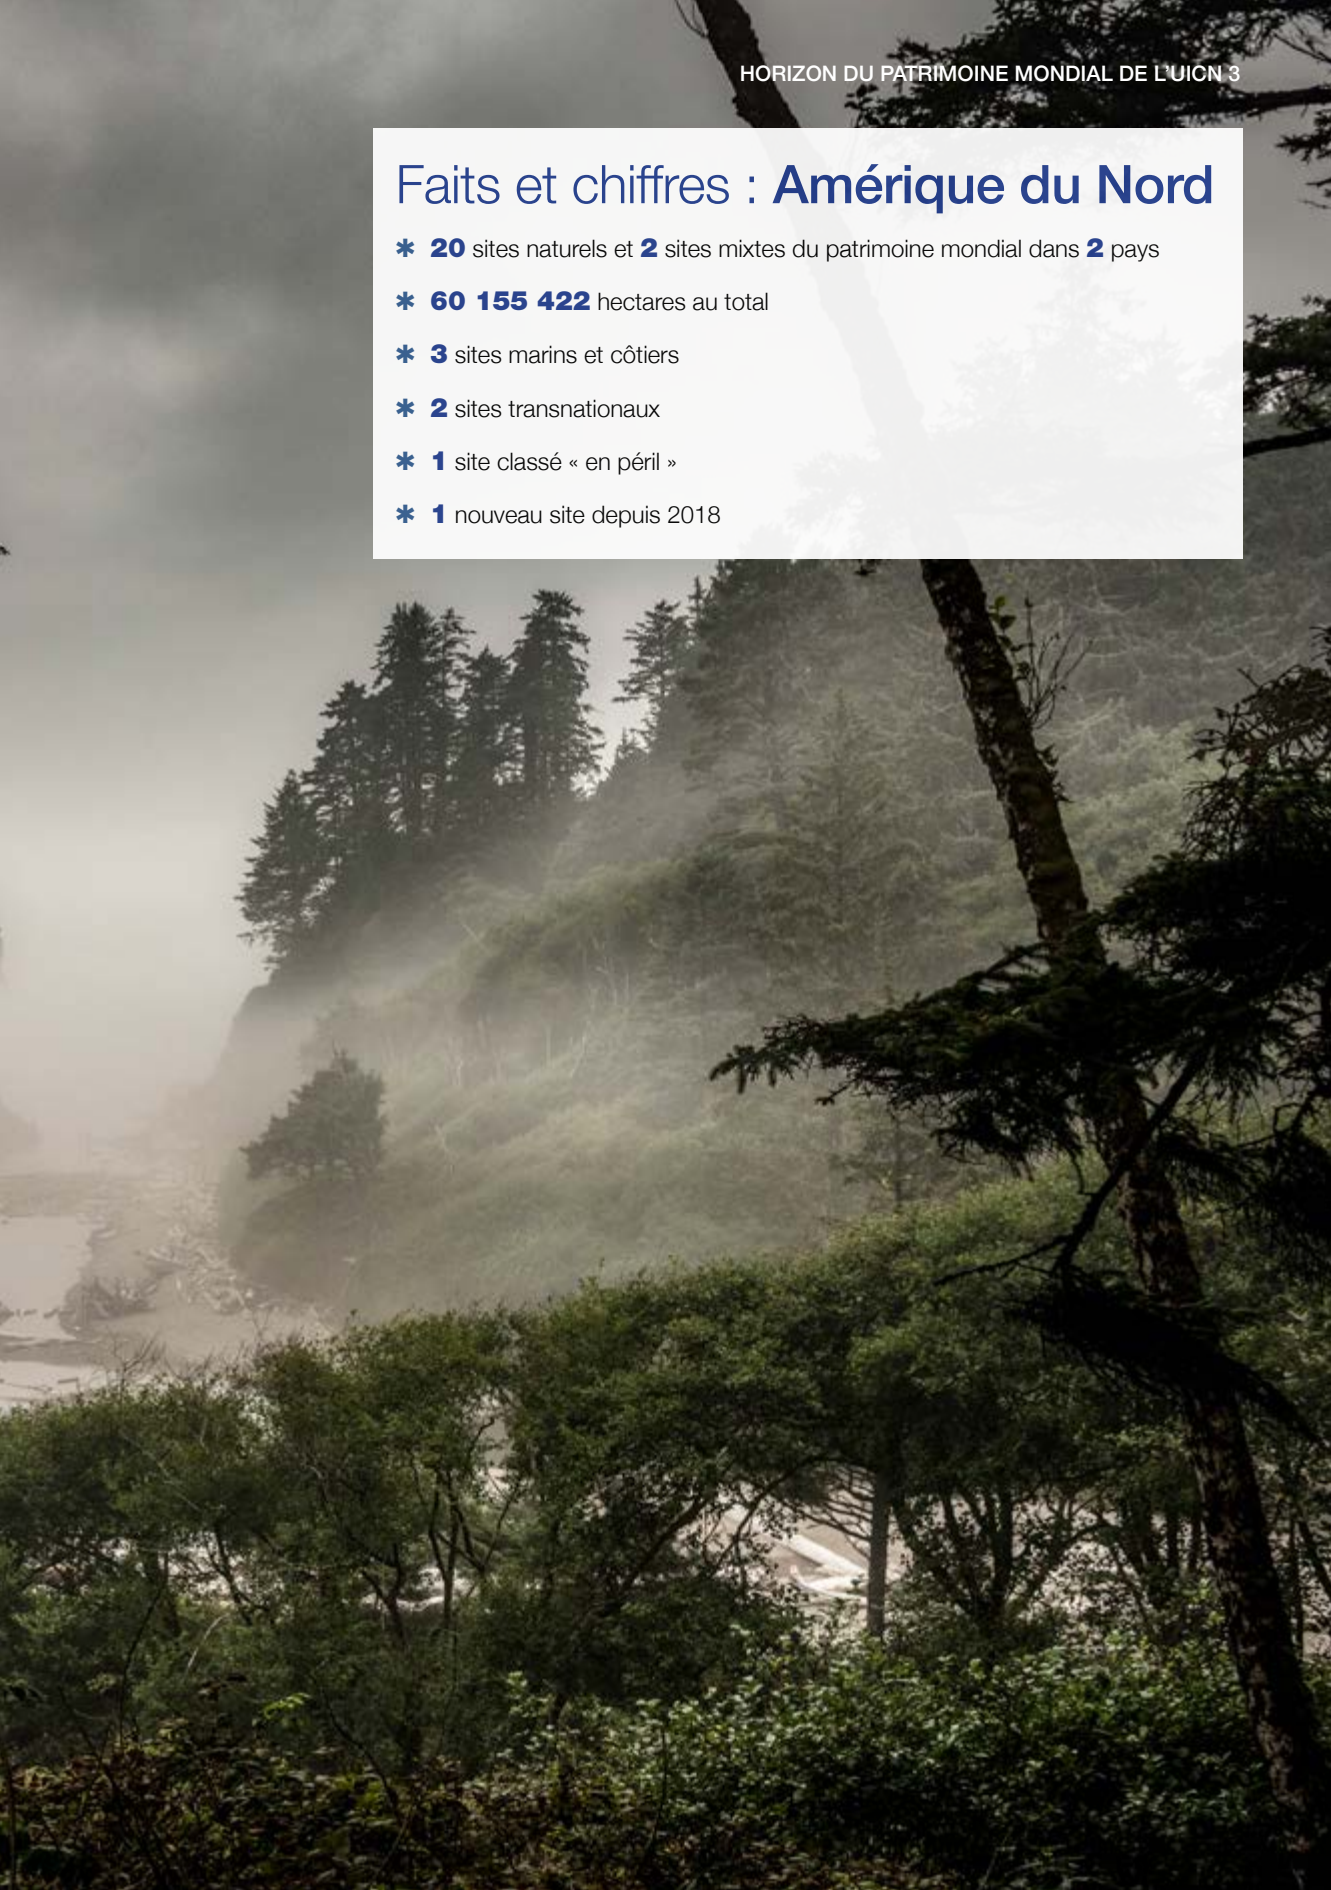 HORIZON DU PATRIMOINE MONDIAL DE L’UICN 3
Faits et chiffres : Amérique du Nord
✱ 20 sites naturels et 2 sites mixtes du patrimoine mondial dans 2 pays
✱ 60 155 422 hectares au total
✱ 3 sites marins et côtiers
✱ 2 sites transnationaux
✱ 1 site classé « en péril »
✱ 1 nouveau site depuis 2018